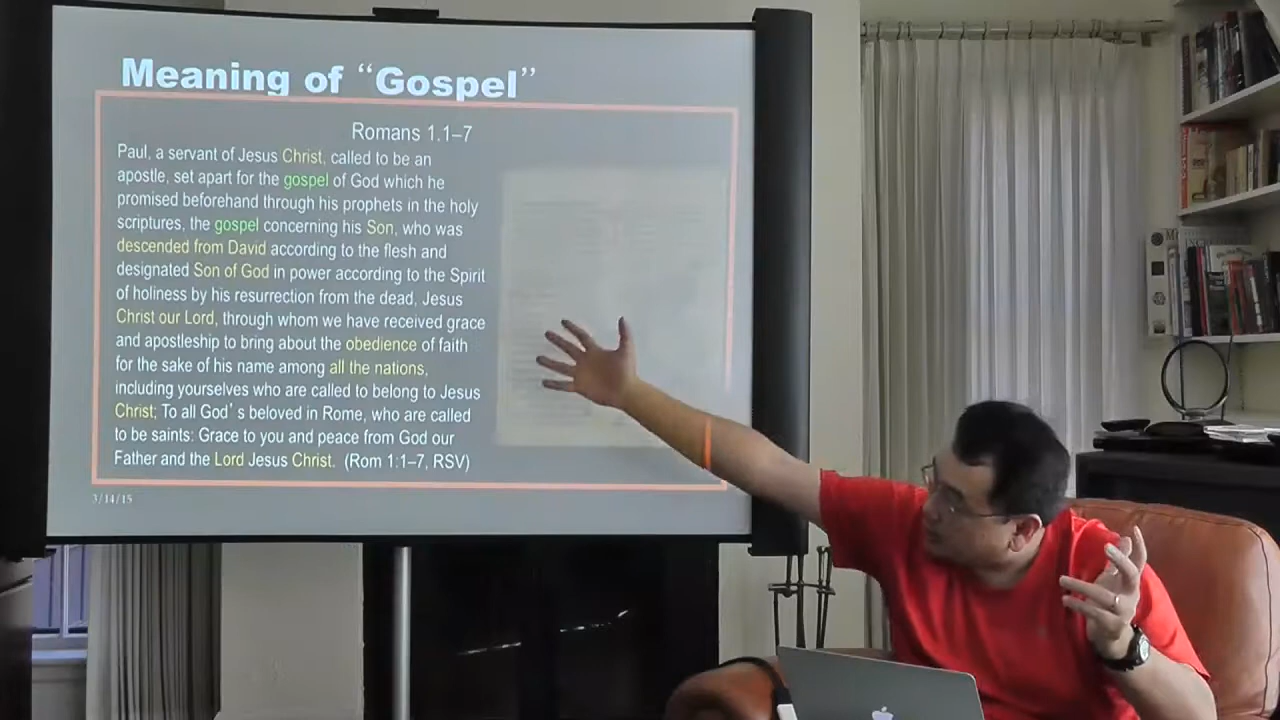 Meaning of “Gospel”
Romans 1.1–7
Paul, a servant of Jesus Christ, called to be an
apostle, set apart for the gospel of God which he
promised beforehand through his prophets in the holy
scriptures, the gospel concerning his Son, who was
descended from David according to the flesh and
designated Son of God in power according to the Spirit
of holiness by his resurrection from the dead, Jesus
Christ our Lord, through whom we have received grace
and apostleship to bring about the obedience of faith
for the sake of his name among all the nations,
including yourselves who are called to belong to Jesus
Christ; To all God’s beloved in Rome, who are called
to be saints: Grace to you and peace from God our
Father and the Lord Jesus Christ. (Rom 1:1–7, RSV)
3/14/15